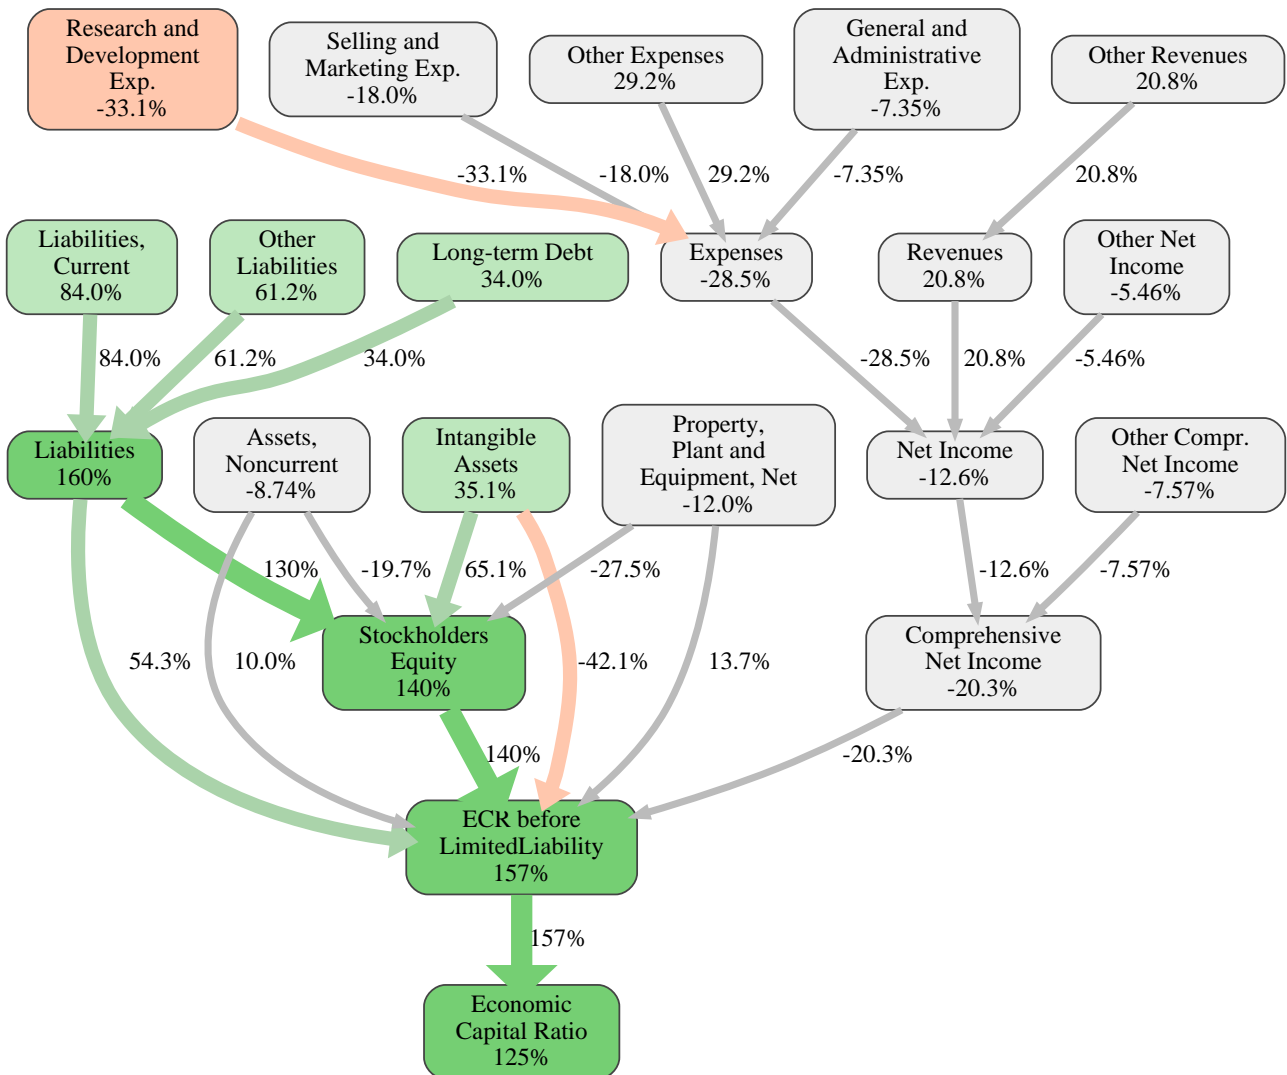 Research and
Development
Exp.
-33.1%
Selling and
Marketing Exp.
-18.0%
Other Expenses
29.2%
General and
Administrative
Exp.
-7.35%
Other Revenues
20.8%
-33.1%
-18.0%
29.2%
-7.35%
20.8%
Liabilities,
Current
84.0%
Other
Liabilities
61.2%
Long-term Debt
34.0%
Expenses
-28.5%
Revenues
20.8%
Other Net
Income
-5.46%
84.0%
61.2%
34.0%
-28.5%
20.8%
-5.46%
Liabilities
160%
Assets,
Noncurrent
-8.74%
Intangible
Assets
35.1%
Property,
Plant and
Equipment, Net
-12.0%
Net Income
-12.6%
Other Compr.
Net Income
-7.57%
130%
-19.7%
65.1%
-27.5%
-12.6%
-7.57%
Stockholders
Equity
140%
Comprehensive
Net Income
-20.3%
54.3%
10.0%
-42.1%
13.7%
140%
-20.3%
ECR before
LimitedLiability
157%
157%
Economic
Capital Ratio
125%